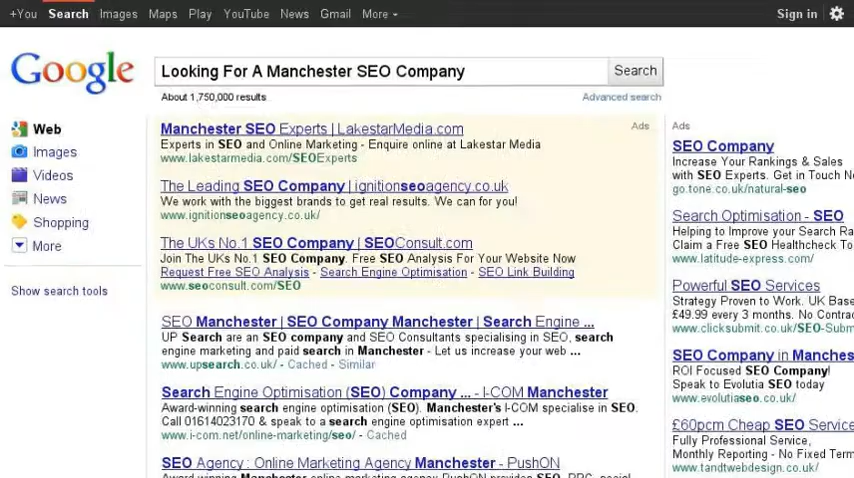 +You Search Images Maps Play YouTube News Gmail More Sign in
Google
Looking For A Manchester SEO Company Search
About 1,750,000 results Advanced search
Web
Images
Videos
News
Shopping
More
Show search tools
Manchester SEO Experts | LakestarMedia.com Ads
Experts in SEO and Online Marketing - Enquire online at Lakestar Media
www.lakestarmedia.com/SEOExperts
The Leading SEO Company | ignitionseoagency.co.uk
We work with the biggest brands to get real results. We can for you!
www.ignitionseoagency.co.uk/
The UKs No.1 SEO Company | SEOConsult.com
Join The UKs No.1 SEO Company. Free SEO Analysis For Your Website Now
Request Free SEO Analysis - Search Engine Optimisation - SEO Link Building
www.seoconsult.com/SEO
SEO Manchester | SEO Company Manchester | Search Engine ...
UP Search are an SEO company and SEO Consultants specialising in SEO, search
engine marketing and paid search in Manchester - Let us increase your web ...
www.upsearch.co.uk/ - Cached - Similar
Search Engine Optimisation (SEO) Company ... - I-COM Manchester
Award-winning search engine optimisation (SEO). Manchester's I-COM specialise in SEO.
Call 01614023170 & speak to a search engine optimisation expert ...
www.i-com.net/online-marketing/seo/ - Cached
SEO Agency : Online Marketing Agency Manchester - PushON
Award winning online marketing agency PushON provides SEO, PPC, social
Ads
SEO Company
Increase Your Rankings & Sales
with SEO Experts. Get in Touch N
go.tone.co.uk/natural-seo
Search Optimisation - SEO
Helping to Improve your Search Ra
Claim a Free SEO Healthcheck To
www.latitude-express.com/
Powerful SEO Services
Strategy Proven to Work. UK Base
£49.99 every 3 months. No Contrac
www.clicksubmit.co.uk/SEO-Subm
SEO Company in Manches
ROI Focused SEO Company!
Speak to Evolutia SEO today
www.evolutiaseo.co.uk/
£60pcm Cheap SEO Service
Fully Professional Service,
Monthly Reporting - No Fixed Term
www.tandtwebdesign.co.uk/